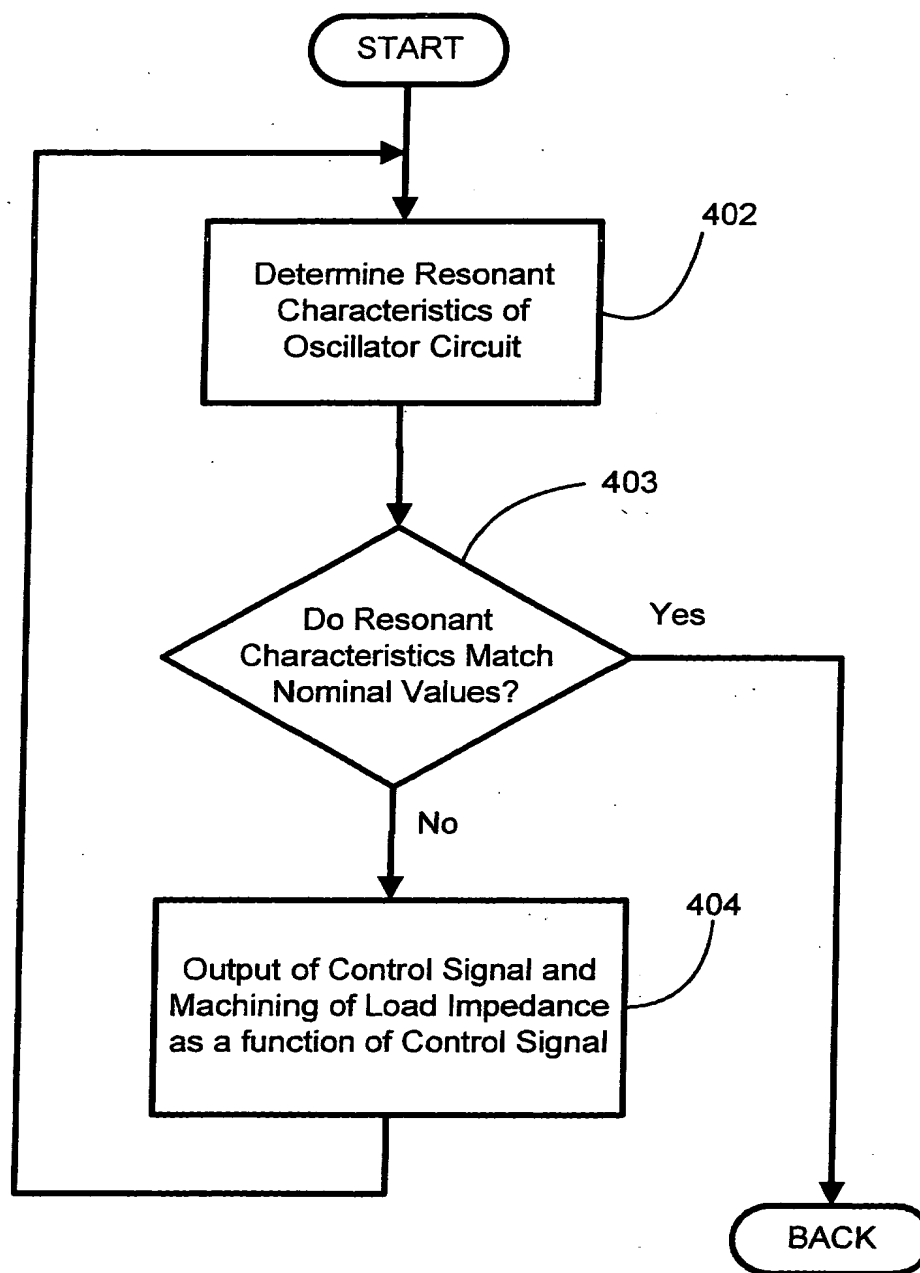 START
402
Determine Resonant
Characteristics of
Oscillator Circuit
403
Do Resonant
Characteristics Match
Nominal Values?
Yes
No
404
Output of Control Signal and
Machining of Load Impedance
as a function of Control Signal
BACK